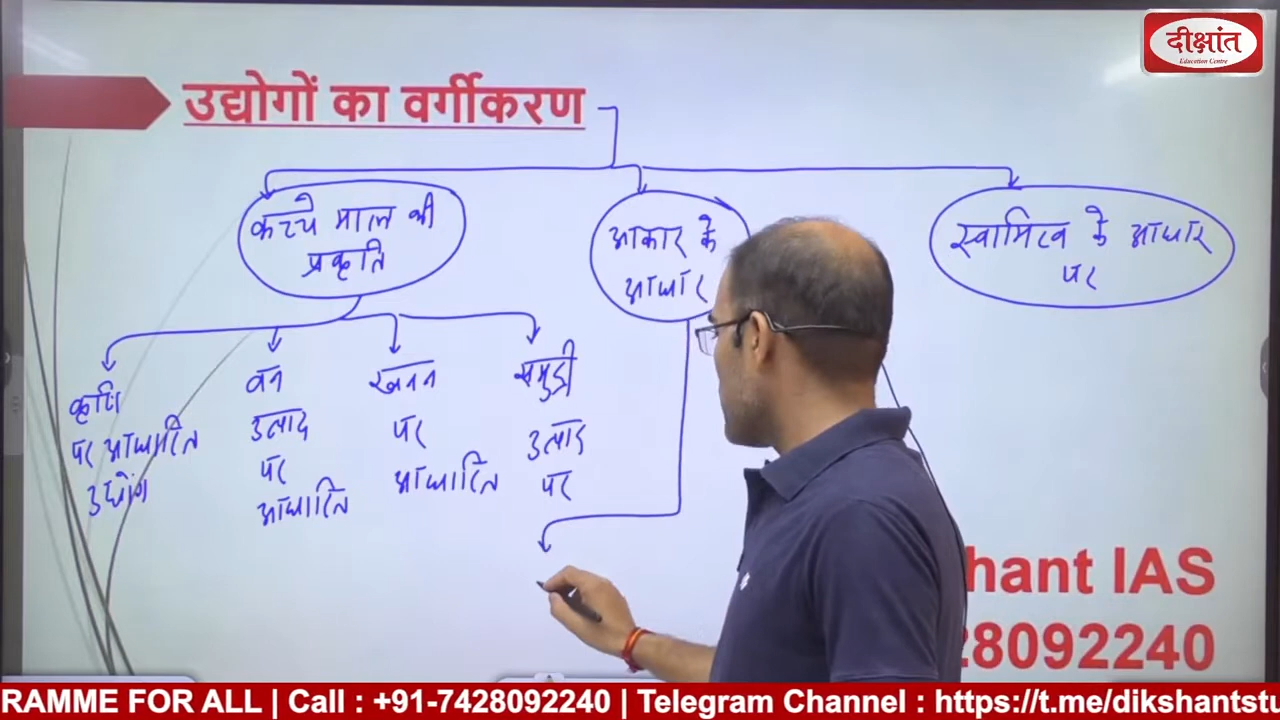 दीक्षांत
Education Centre
उद्योगों का वर्गीकरण
कच्चे माल की
प्रकृति
आकार के
आधार
स्वामित्व के आधार
पर
कृषि
पर आधारित
उद्योग
वन
उत्पाद
पर
आधारित
खनन
पर
आधारित
समुद्री
उत्पाद
पर
hant IAS
28092240
RAMME FOR ALL | Call : +91-7428092240 | Telegram Channel : https://t.me/dikshantstu